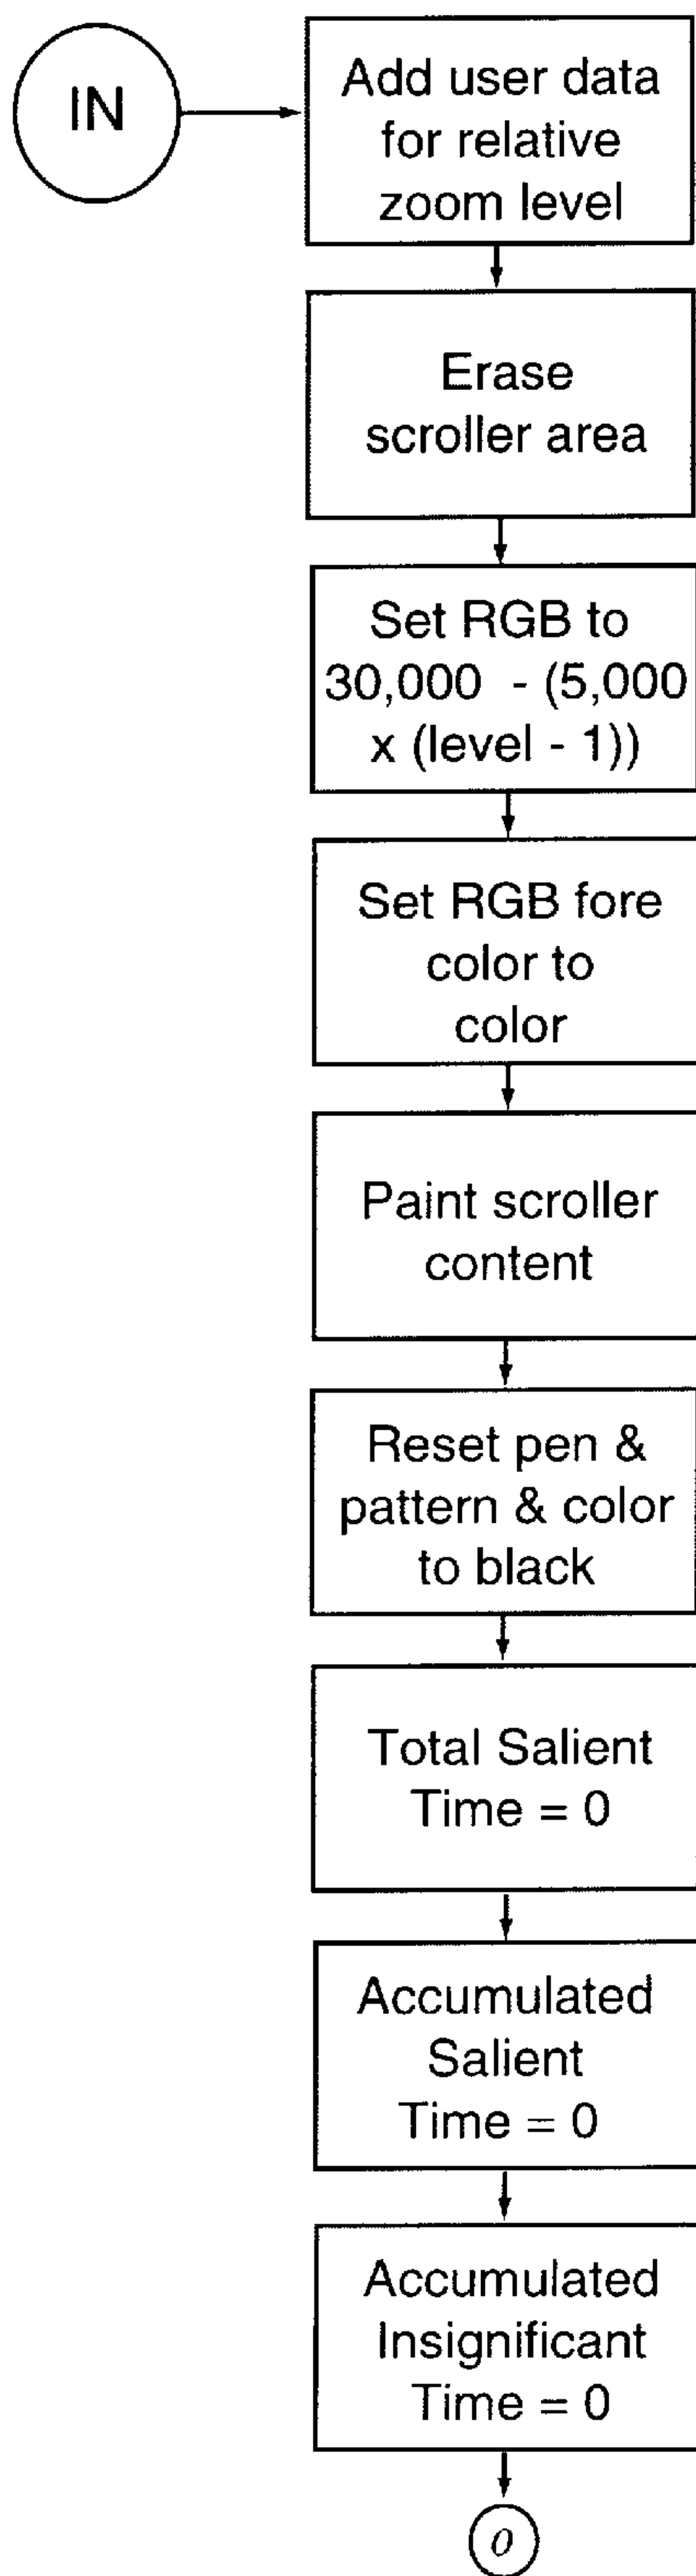 IN
Add user data
for relative
zoom level
Erase
scroller area
Set RGB to
30,000 - (5,000
x (level - 1))
Set RGB fore
color to
color
Paint scroller
content
Reset pen &
pattern & color
to black
Total Salient
Time = 0
Accumulated
Salient
Time = 0
Accumulated
Insignificant
Time = 0
o